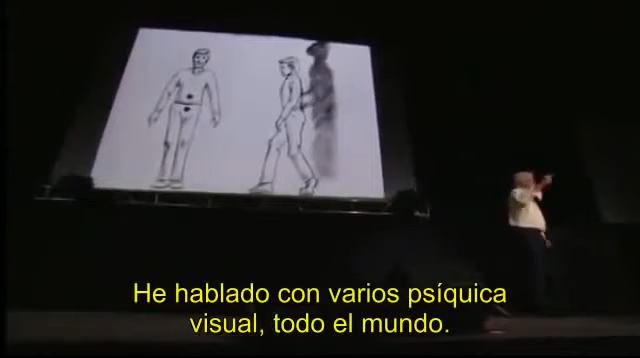 He hablado con varios psíquica
visual, todo el mundo.